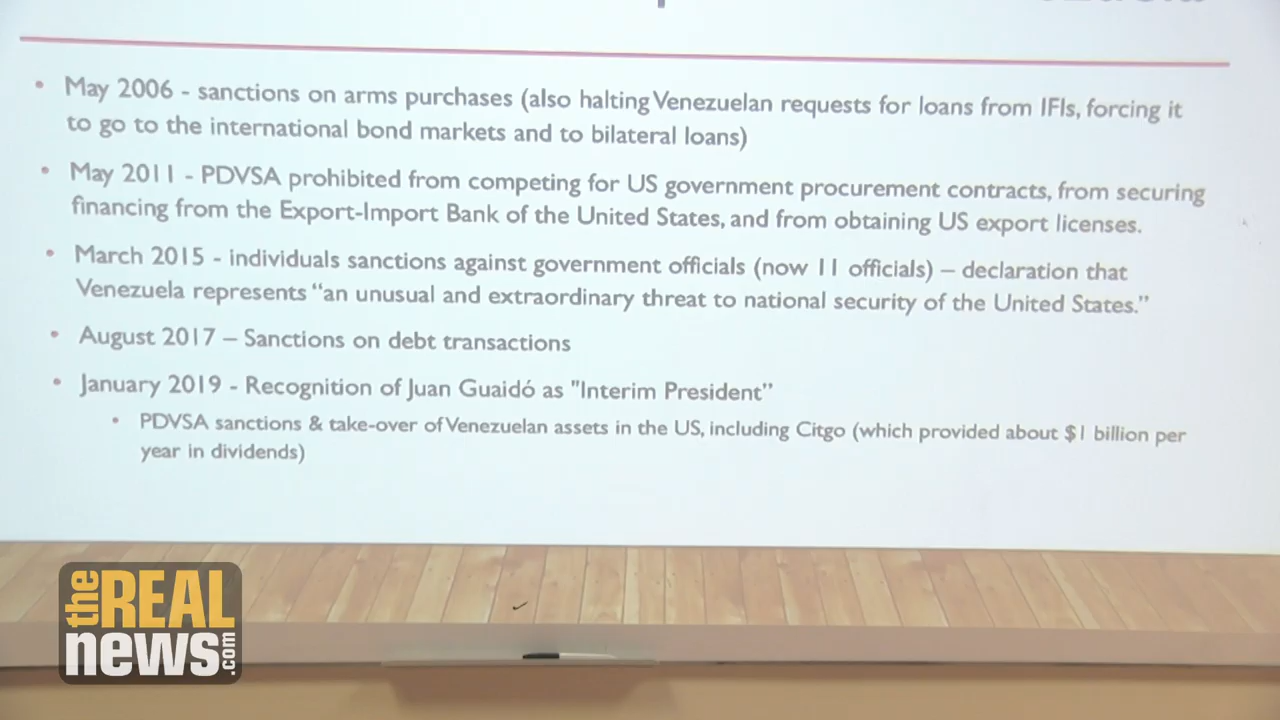 • May 2006 - sanctions on arms purchases (also halting Venezuelan requests for loans from IFIs, forcing it
to go to the international bond markets and to bilateral loans)
• May 2011 - PDVSA prohibited from competing for US government procurement contracts, from securing
financing from the Export-Import Bank of the United States, and from obtaining US export licenses.
• March 2015 - individuals sanctions against government officials (now 11 officials) – declaration that
Venezuela represents “an unusual and extraordinary threat to national security of the United States.”
• August 2017 – Sanctions on debt transactions
• January 2019 - Recognition of Juan Guaidó as "Interim President”
• PDVSA sanctions & take-over of Venezuelan assets in the US, including Citgo (which provided about $1 billion per
year in dividends)
the REAL
news.com